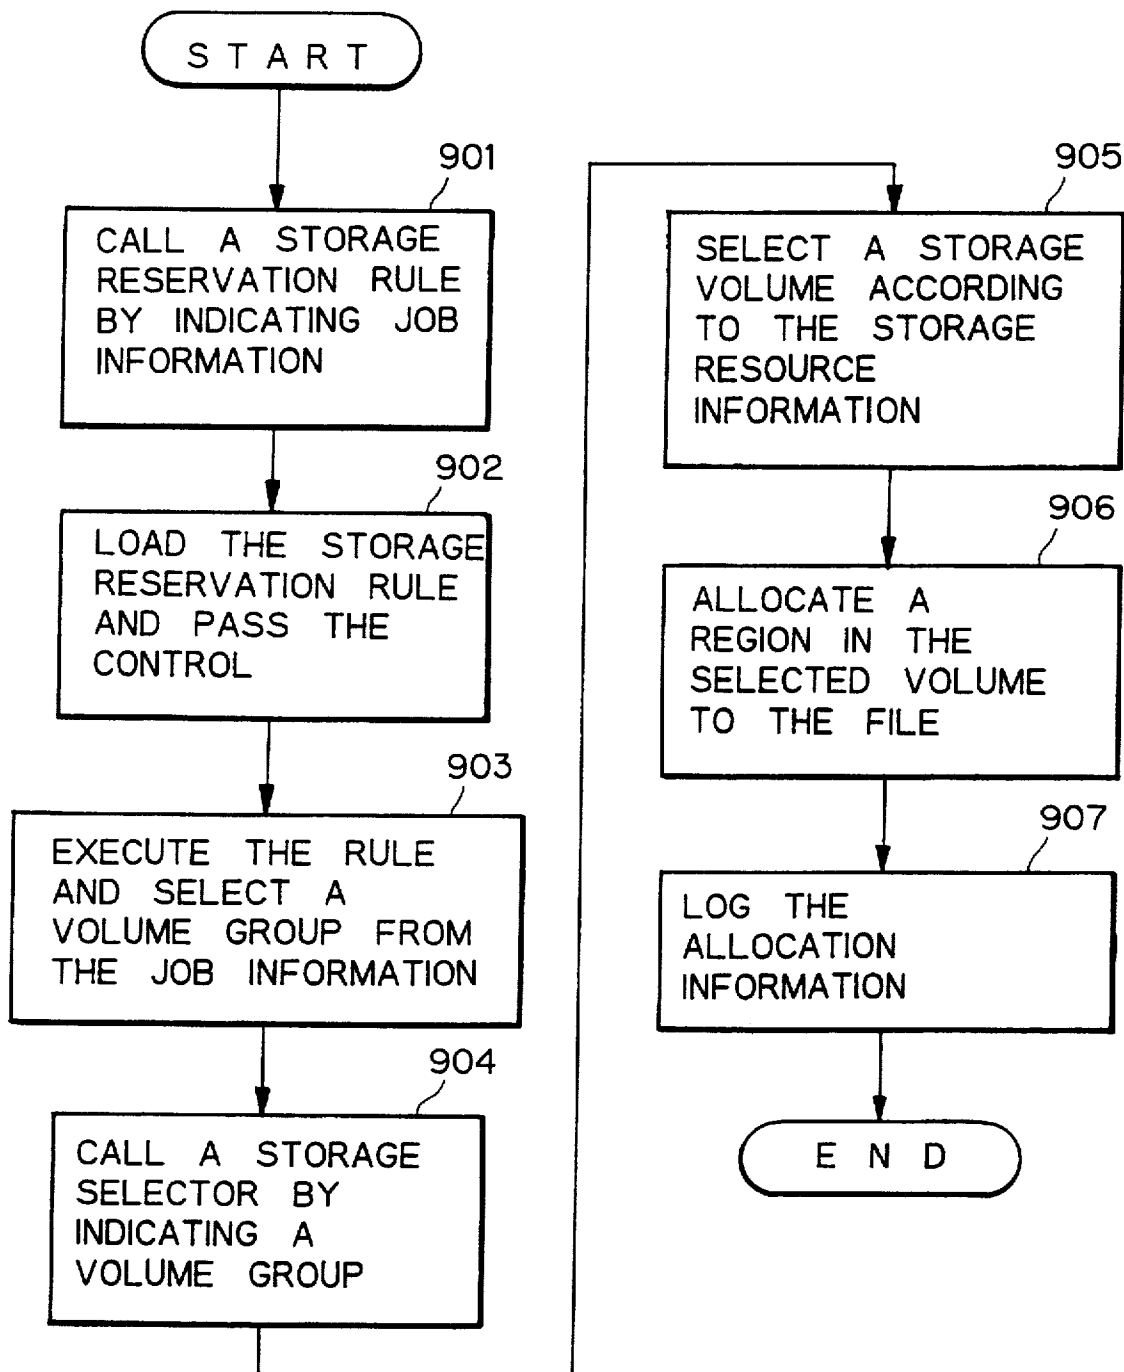 START
901
CALL A STORAGE
RESERVATION RULE
BY INDICATING JOB
INFORMATION
902
LOAD THE STORAGE
RESERVATION RULE
AND PASS THE
CONTROL
903
EXECUTE THE RULE
AND SELECT A
VOLUME GROUP FROM
THE JOB INFORMATION
904
CALL A STORAGE
SELECTOR BY
INDICATING A
VOLUME GROUP
905
SELECT A STORAGE
VOLUME ACCORDING
TO THE STORAGE
RESOURCE
INFORMATION
906
ALLOCATE A
REGION IN THE
SELECTED VOLUME
TO THE FILE
907
LOG THE
ALLOCATION
INFORMATION
END